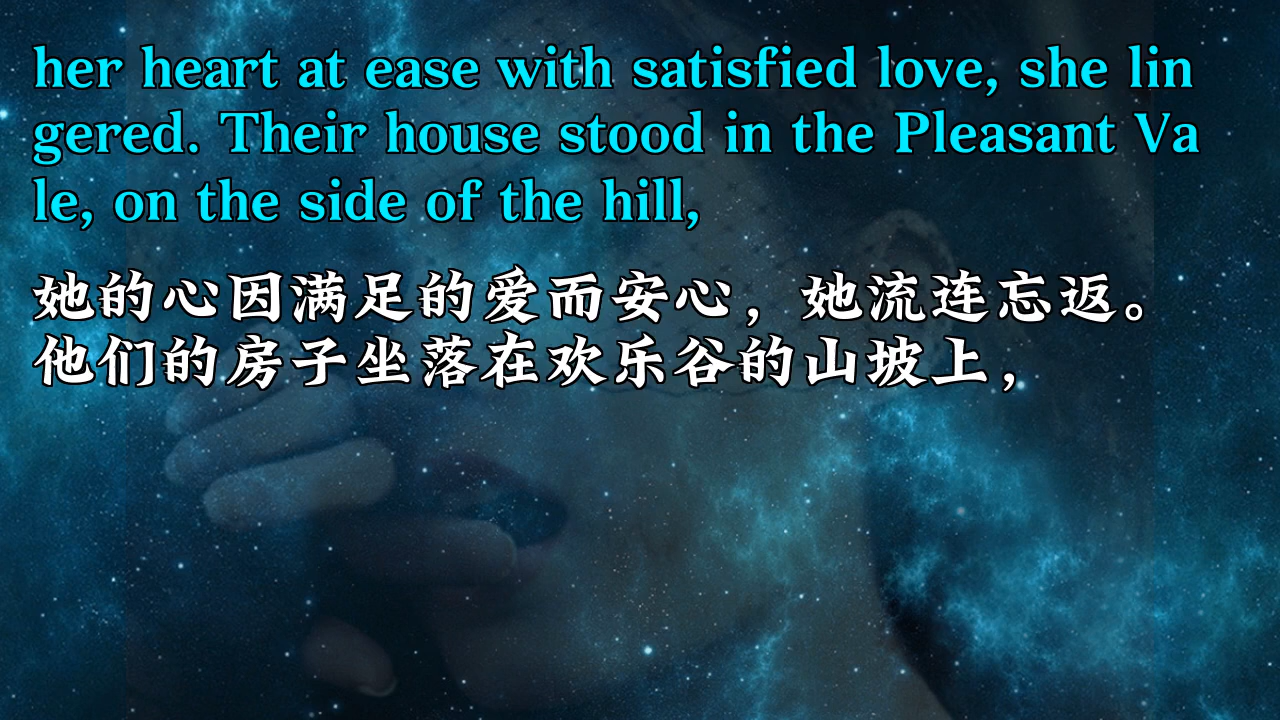 her heart at ease with satisfied love, she lin
gered. Their house stood in the Pleasant Va
le, on the side of the hill,
她的心因满足的爱而安心，她流连忘返。
他们的房子坐落在欢乐谷的山坡上，